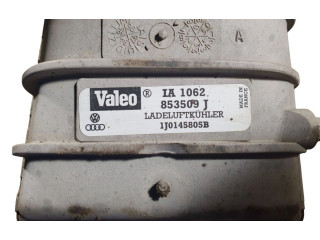 A
Valeo ® IA 1062
853509 J
LADELUFTKÜHLER
1J0145805B
MADE IN
FRANCE